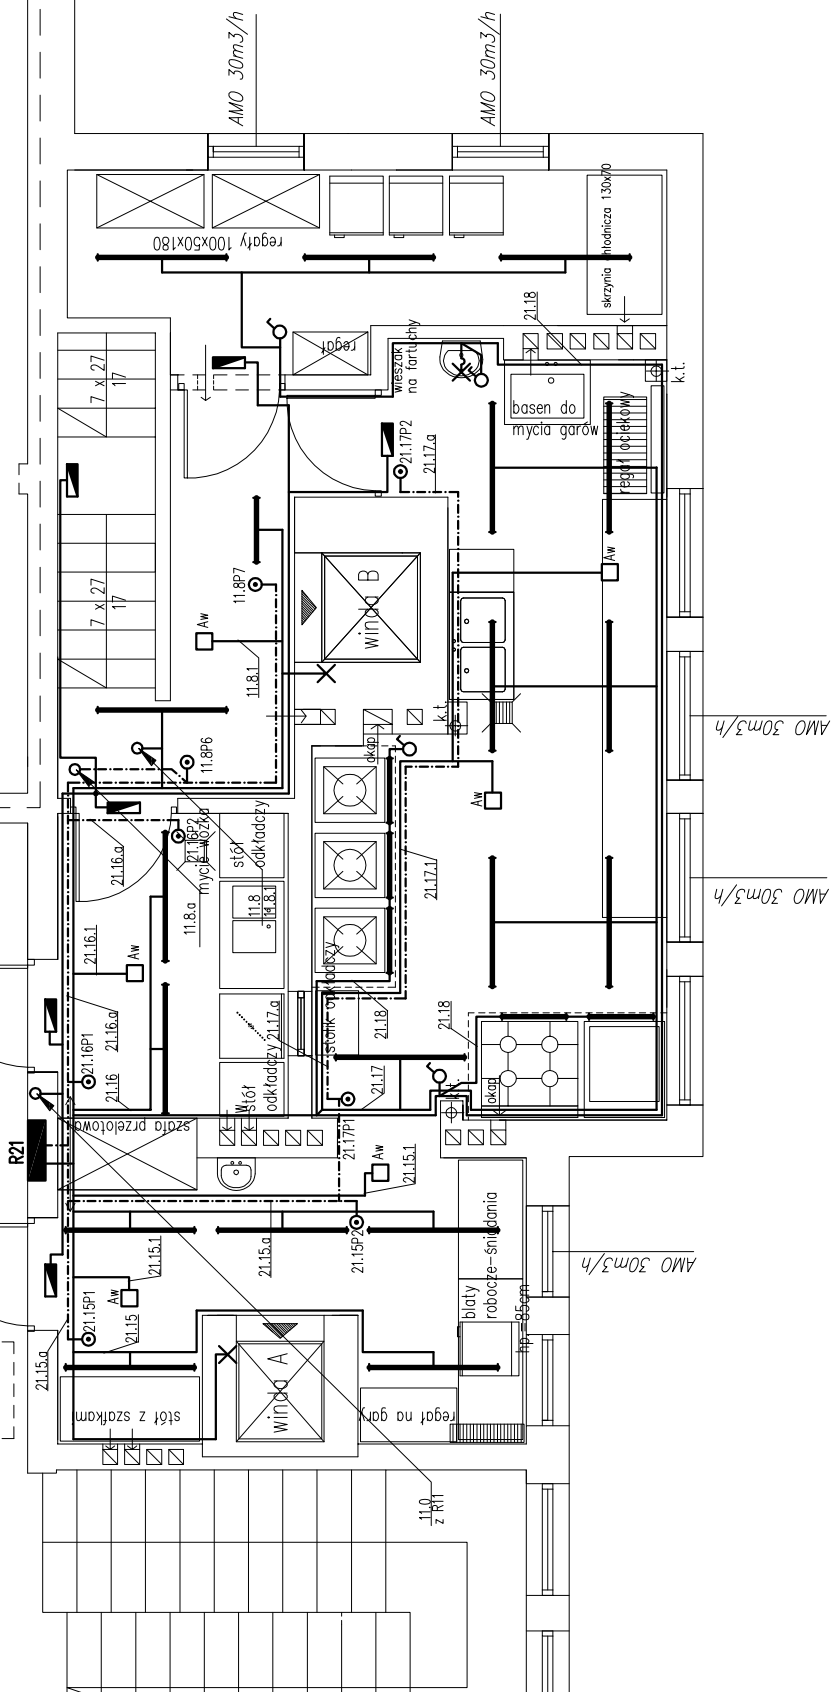 AMO 30m3/h
AMO 30m3/h
regały 100x50x180
skrzynia chłodnicza 130x70
regał
wieszak
na fartuchy
21.18
k.t.
7 x 27
17
basen do
mycia garów
regał ociekowy
21.17P2
21.17.a
7 x 27
17
11.8P7
Aw
11.8.1
winda B
Aw
k.t.
okap
11.8P6
Aw
AMO 30m3/h
21.16.a
21.16P2
mycie wózka
stół
odkładczy
11.8.a
11.8
11.8.1
21.17.1
AMO 30m3/h
21.16.1
Aw
21.16.a
21.16P1
21.16
21.17.a
stolik odkładczy
21.18
21.18
stół
odkładczy
21.17
k.t.
okap
R21
szafa przelotowa
W
21.17P1
Aw
21.15.1
21.15.1
21.15.a
21.15P2
blaty
robocze-śniadania
hp=85cm
AMO 30m3/h
21.15P1
Aw
21.15
21.15.a
winda A
stół z szafkami
regał na gary
11.0
z R11